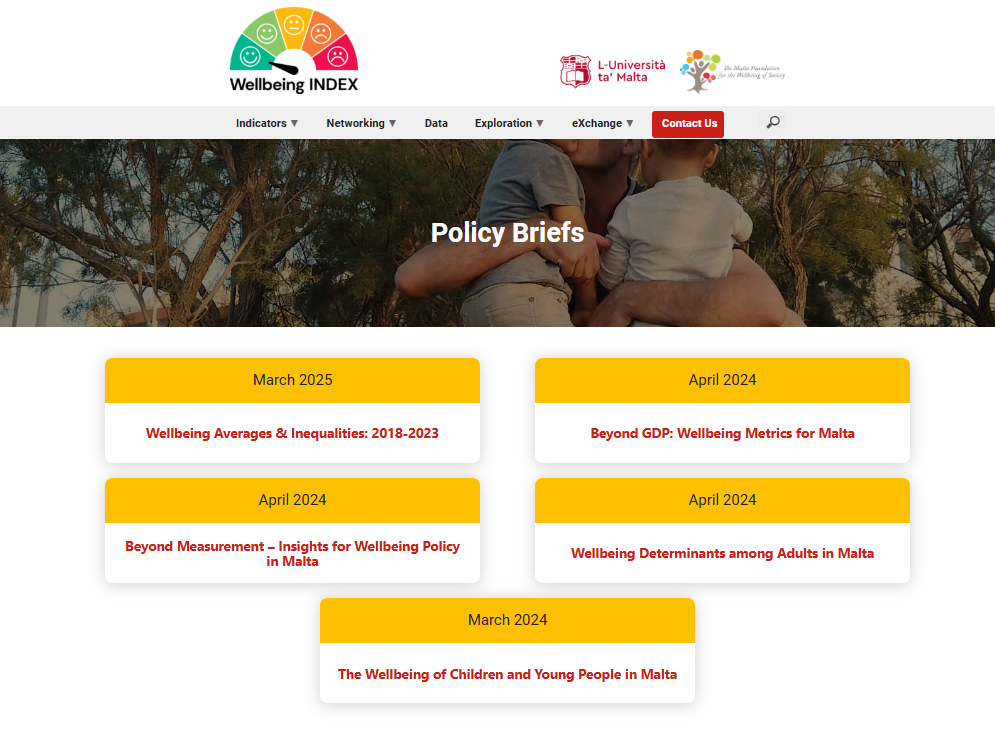 Wellbeing INDEX
L-Università
ta' Malta
The Malta Foundation
for the Wellbeing of Society
Indicators ▼
Networking ▼
Data
Exploration ▼
eXchange ▼
Contact Us
Policy Briefs
March 2025
Wellbeing Averages & Inequalities: 2018-2023
April 2024
Beyond GDP: Wellbeing Metrics for Malta
April 2024
Beyond Measurement – Insights for Wellbeing Policy
in Malta
April 2024
Wellbeing Determinants among Adults in Malta
March 2024
The Wellbeing of Children and Young People in Malta